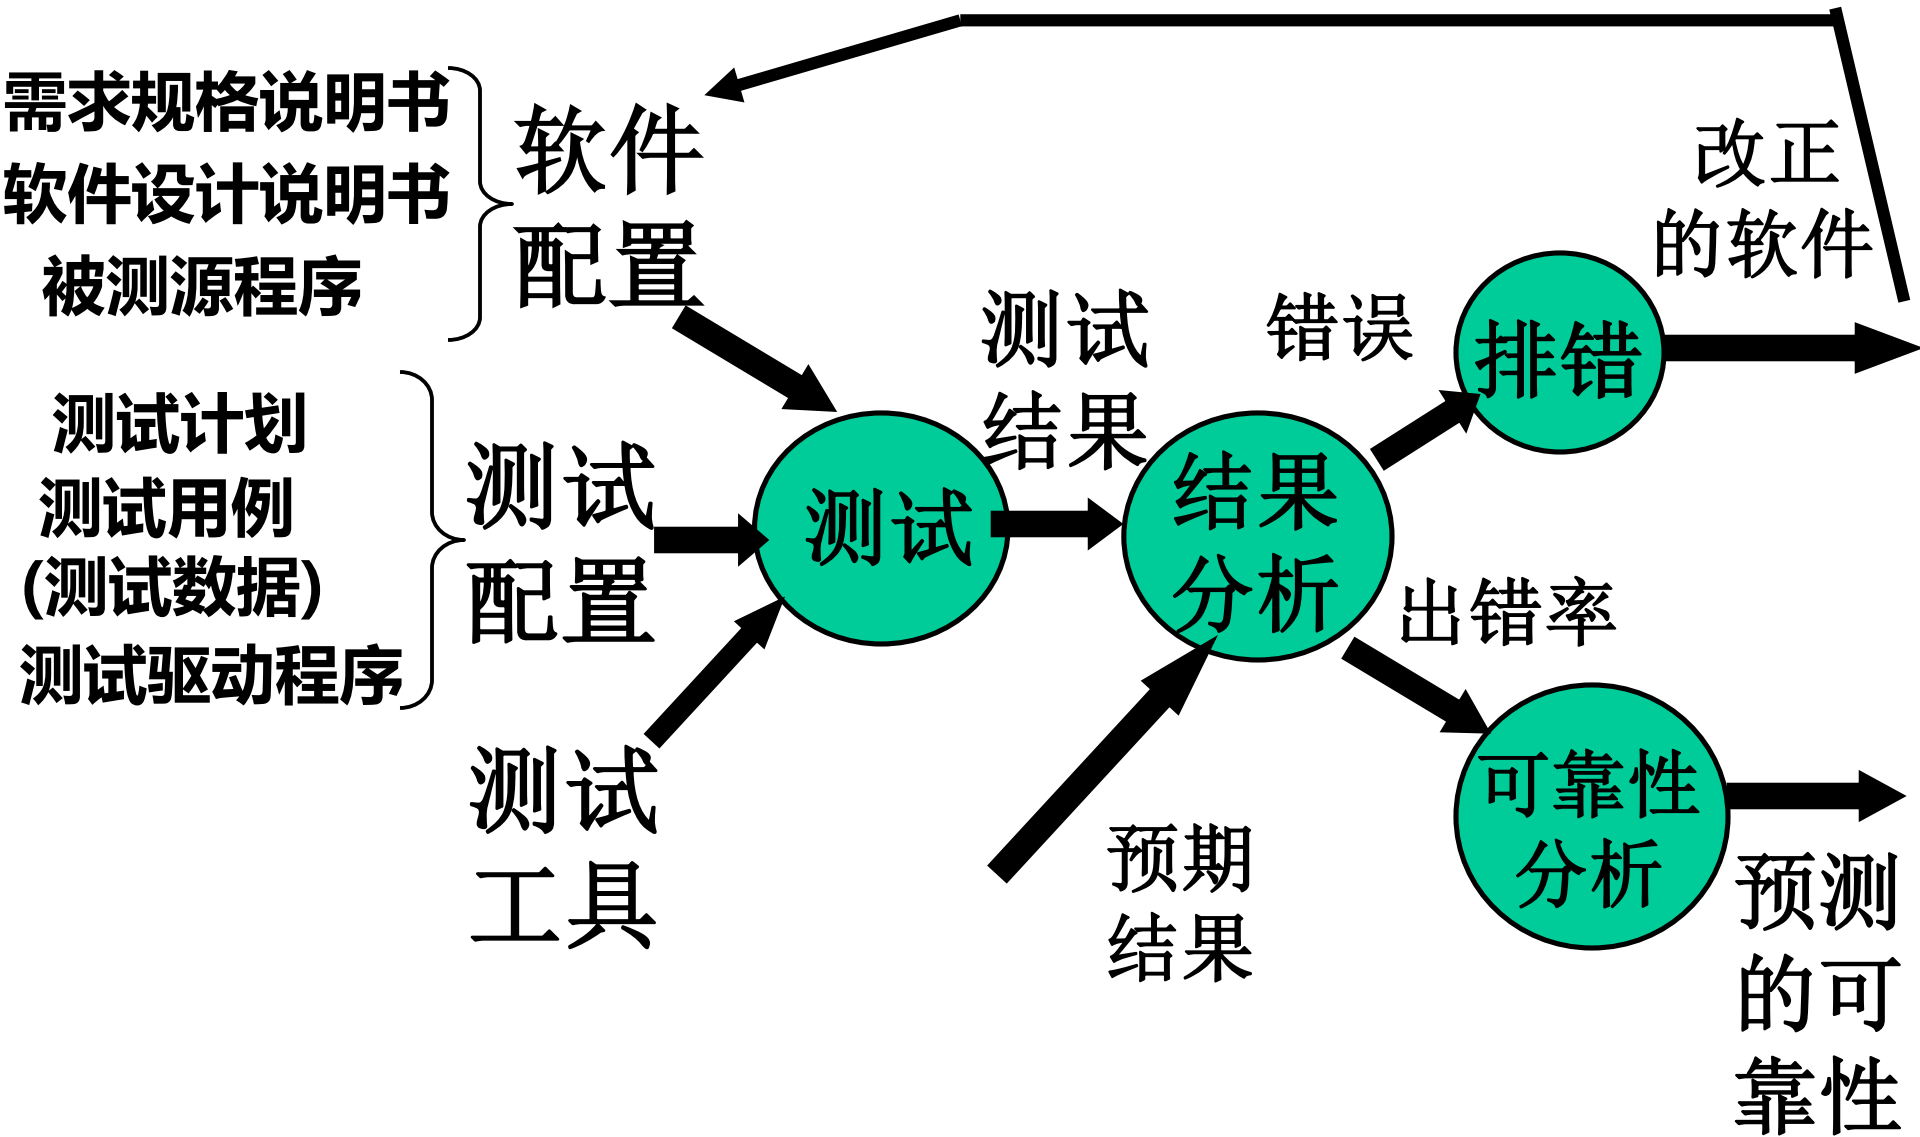 需求规格说明书
软件设计说明书
被测源程序
软件
配置
测试计划
测试用例
(测试数据)
测试驱动程序
测试
配置
测试
工具
测试
测试
结果
结果
分析
预期
结果
错误
排错
改正
的软件
出错率
可靠性
分析
预测
的可
靠性